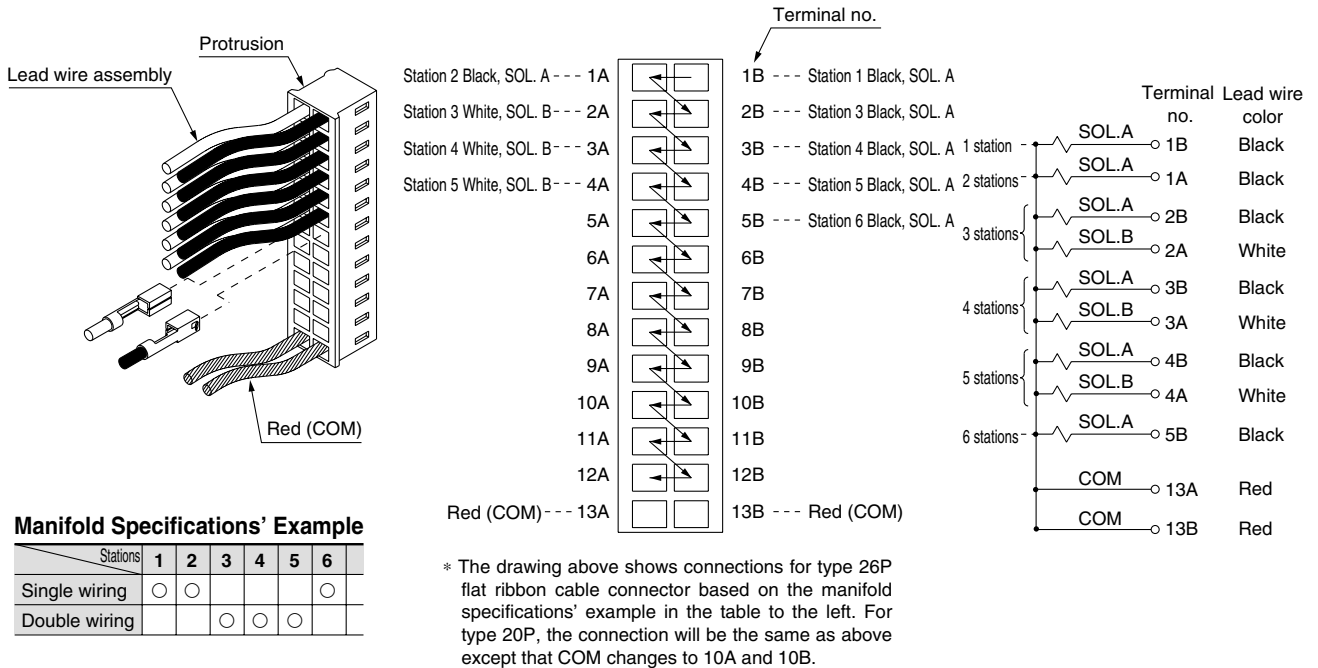 Terminal no.
Protrusion
Lead wire assembly
Red (COM)
Station 2 Black, SOL. A --- 1A 1B --- Station 1 Black, SOL. A
Station 3 White, SOL. B --- 2A 2B --- Station 3 Black, SOL. A
Station 4 White, SOL. B --- 3A 3B --- Station 4 Black, SOL. A
Station 5 White, SOL. B --- 4A 4B --- Station 5 Black, SOL. A
5A 5B --- Station 6 Black, SOL. A
6A 6B
7A 7B
8A 8B
9A 9B
10A 10B
11A 11B
12A 12B
Red (COM) --- 13A 13B --- Red (COM)
Terminal no. Lead wire color
1 station SOL.A 1B Black
2 stations SOL.A 1A Black
3 stations SOL.A 2B Black
SOL.B 2A White
4 stations SOL.A 3B Black
SOL.B 3A White
5 stations SOL.A 4B Black
SOL.B 4A White
6 stations SOL.A 5B Black
COM 13A Red
COM 13B Red
Manifold Specifications' Example
Stations 1 2 3 4 5 6
Single wiring ○ ○ ○
Double wiring ○ ○ ○
* The drawing above shows connections for type 26P
flat ribbon cable connector based on the manifold
specifications' example in the table to the left. For
type 20P, the connection will be the same as above
except that COM changes to 10A and 10B.